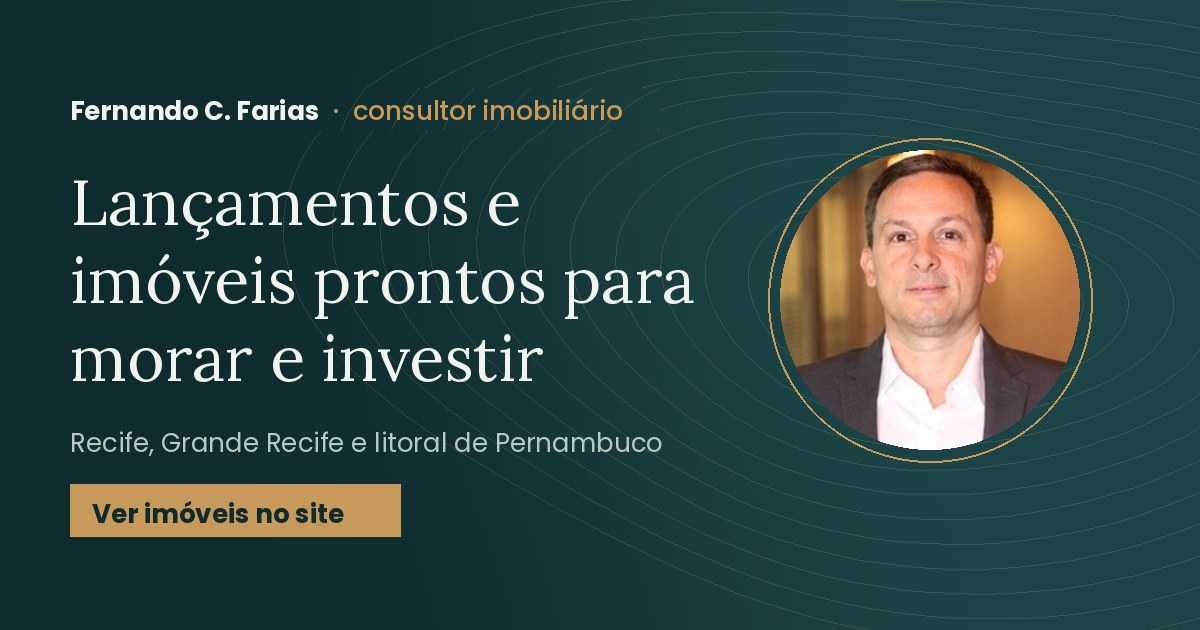 Fernando C. Farias · consultor imobiliário
Lançamentos e
imóveis prontos para
morar e investir
Recife, Grande Recife e litoral de Pernambuco
Ver imóveis no site